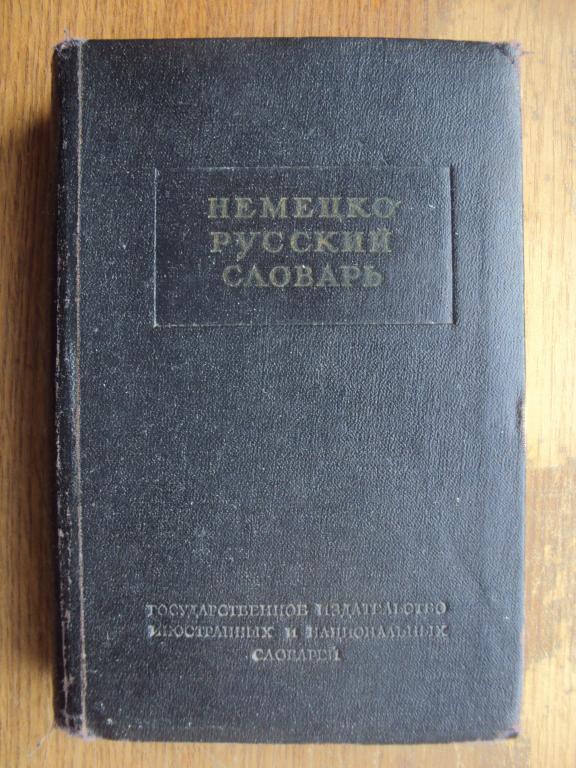 НЕМЕЦКО-
РУССКИЙ
СЛОВАРЬ
ГОСУДАРСТВЕННОЕ ИЗДАТЕЛЬСТВО
ИНОСТРАННЫХ И НАЦИОНАЛЬНЫХ
СЛОВАРЕЙ